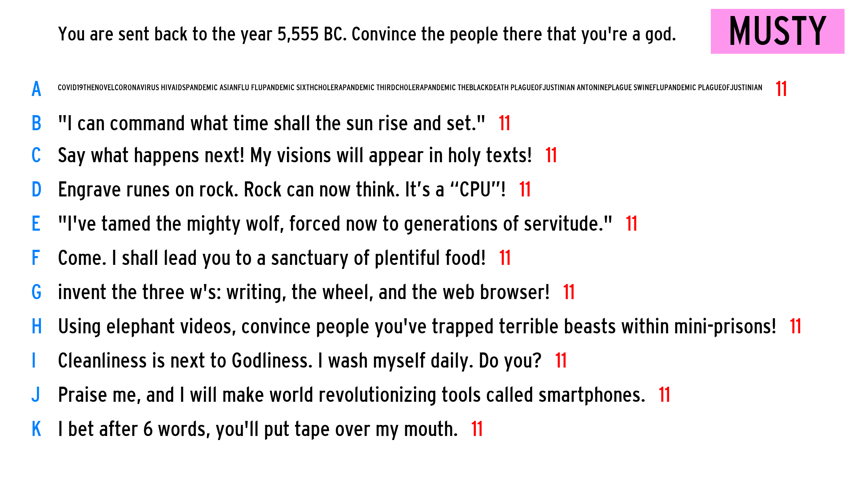 You are sent back to the year 5,555 BC. Convince the people there that you're a god.
MUSTY
A COVID19THENOVELCORONAVIRUS HIVAIDSPANDEMIC ASIANFLU FLUPANDEMIC SIXTHCHOLERAPANDEMIC THIRDCHOLERAPANDEMIC THEBLACKDEATH PLAGUEOFJUSTINIAN ANTONINEPLAGUE SWINEFLUPANDEMIC PLAGUEOFJUSTINIAN 11
B "I can command what time shall the sun rise and set." 11
C Say what happens next! My visions will appear in holy texts! 11
D Engrave runes on rock. Rock can now think. It’s a “CPU”! 11
E "I've tamed the mighty wolf, forced now to generations of servitude." 11
F Come. I shall lead you to a sanctuary of plentiful food! 11
G invent the three w's: writing, the wheel, and the web browser! 11
H Using elephant videos, convince people you've trapped terrible beasts within mini-prisons! 11
I Cleanliness is next to Godliness. I wash myself daily. Do you? 11
J Praise me, and I will make world revolutionizing tools called smartphones. 11
K I bet after 6 words, you'll put tape over my mouth. 11